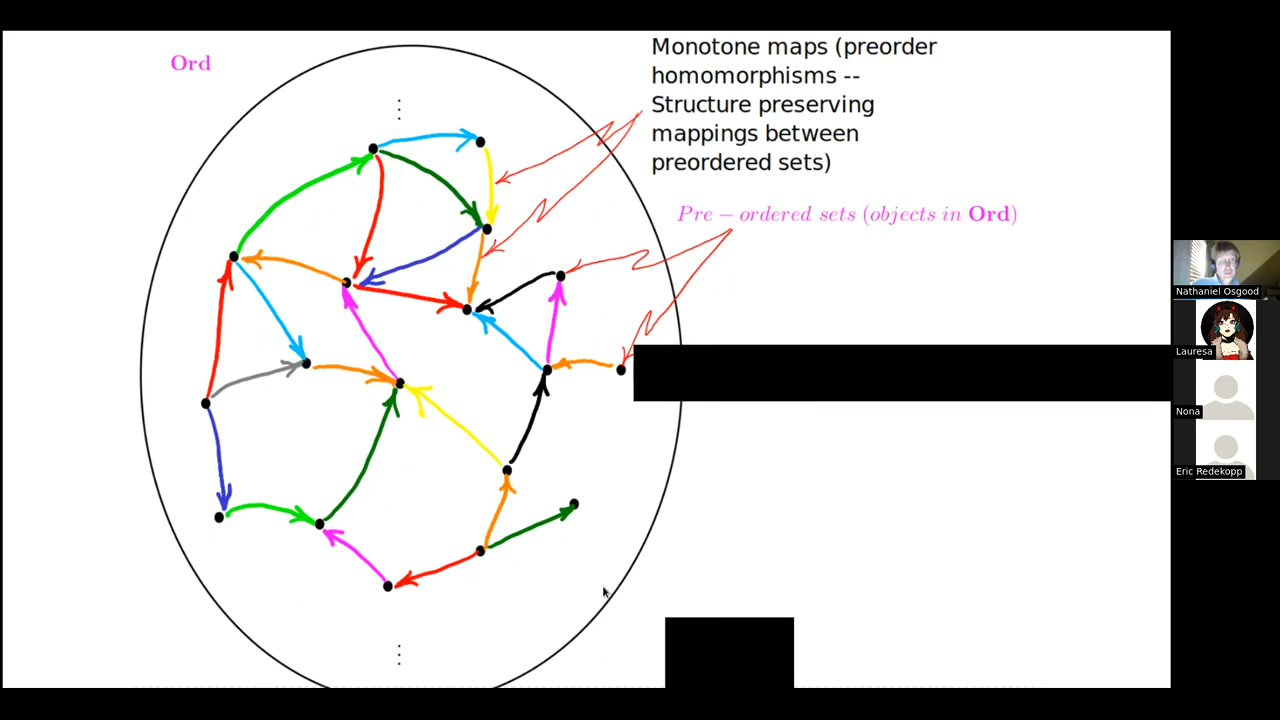 Ord
Monotone maps (preorder
homomorphisms --
Structure preserving
mappings between
preordered sets)
Pre − ordered sets (objects in Ord)
Nathaniel Osgood
Lauresa
Nona
Eric Redekopp